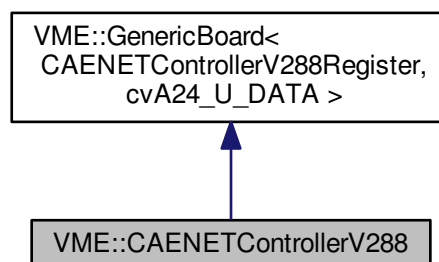 VME::GenericBoard<
CAENETControllerV288Register,
cvA24_U_DATA >
VME::CAENETControllerV288